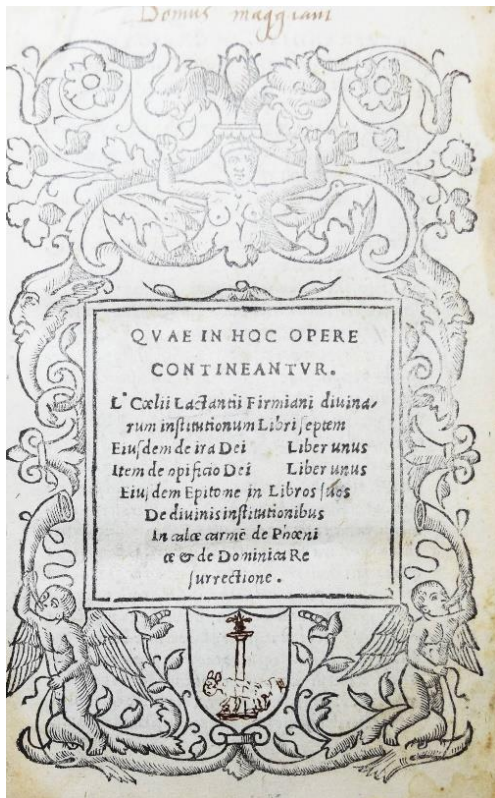 Domus maggiani
QVAE IN HOC OPERE
CONTINEANTVR.
L˙ Cœlii Lactantii Firmiani diuina,
rum institutionum Libri septem
Eiusdem de ira Dei Liber unus
Item de opificio Dei Liber unus
Eiusdem Epitome in Libros suos
De diuinis institutionibus
In calce carmē de Phœni
ce & de Dominica Re
surrectione.